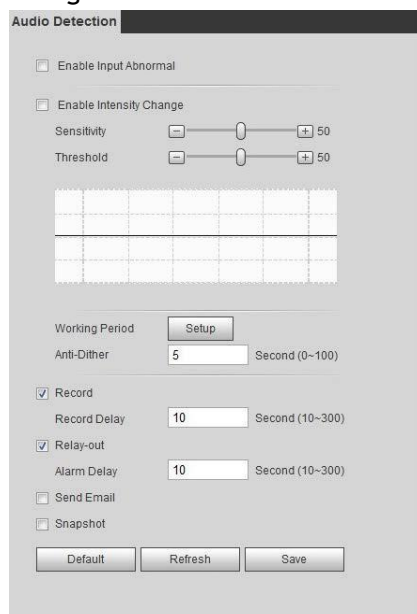 Audio Detection
Enable Input Abnormal
Enable Intensity Change
Sensitivity - + 50
Threshold - + 50
Working Period Setup
Anti-Dither 5 Second (0~100)
Record
Record Delay 10 Second (10~300)
Relay-out
Alarm Delay 10 Second (10~300)
Send Email
Snapshot
Default Refresh Save